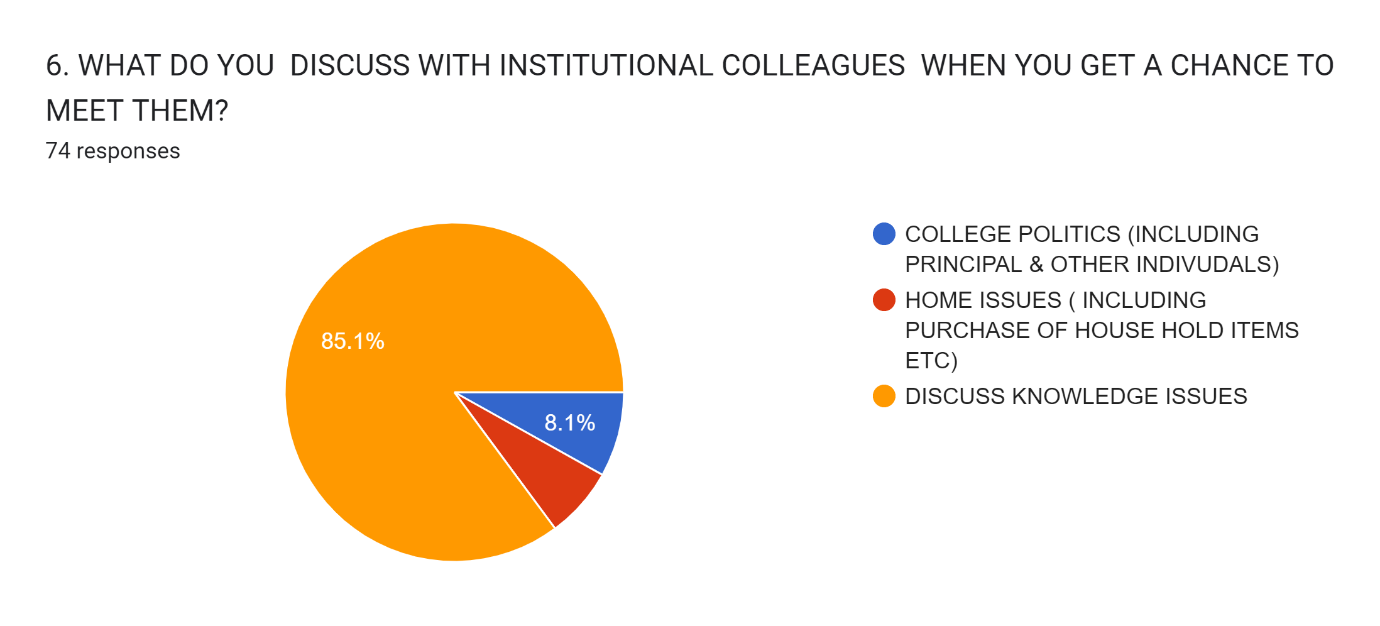 6. WHAT DO YOU  DISCUSS WITH INSTITUTIONAL COLLEAGUES  WHEN YOU GET A CHANCE TO
MEET THEM?
74 responses
COLLEGE POLITICS (INCLUDING
PRINCIPAL & OTHER INDIVUDALS)
HOME ISSUES ( INCLUDING
PURCHASE OF HOUSE HOLD ITEMS
ETC)
DISCUSS KNOWLEDGE ISSUES
85.1%
8.1%